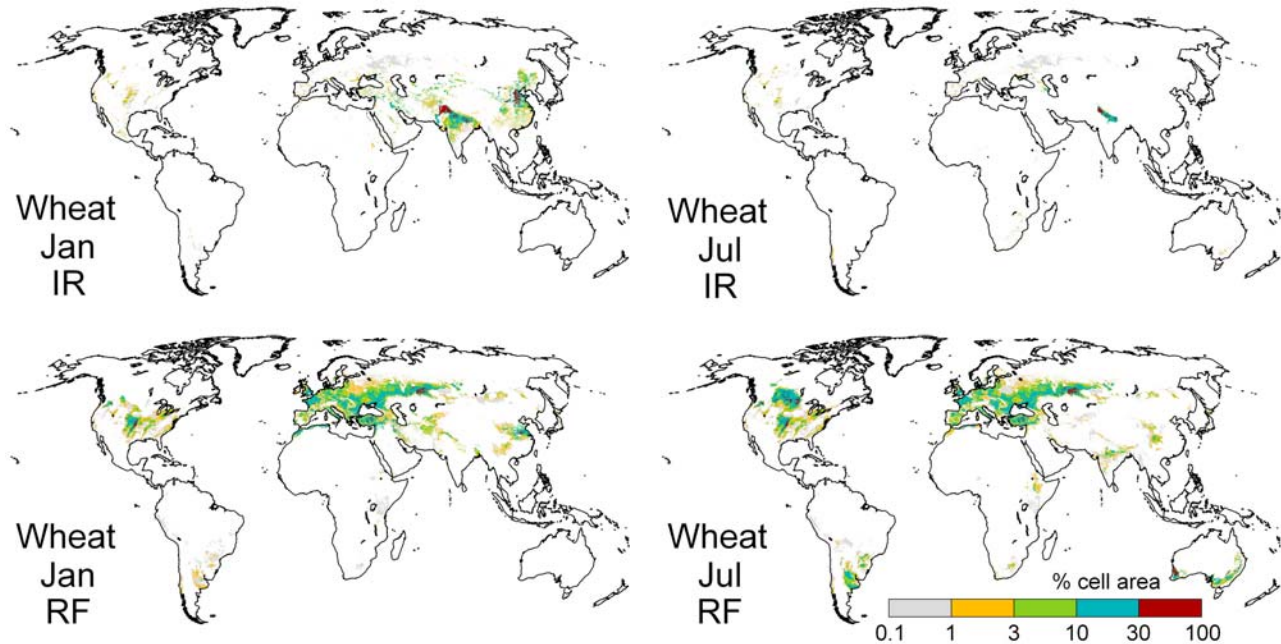 Wheat
Jan
IR
Wheat
Jul
IR
Wheat
Jan
RF
Wheat
Jul
RF
% cell area
0.1 1 3 10 30 100